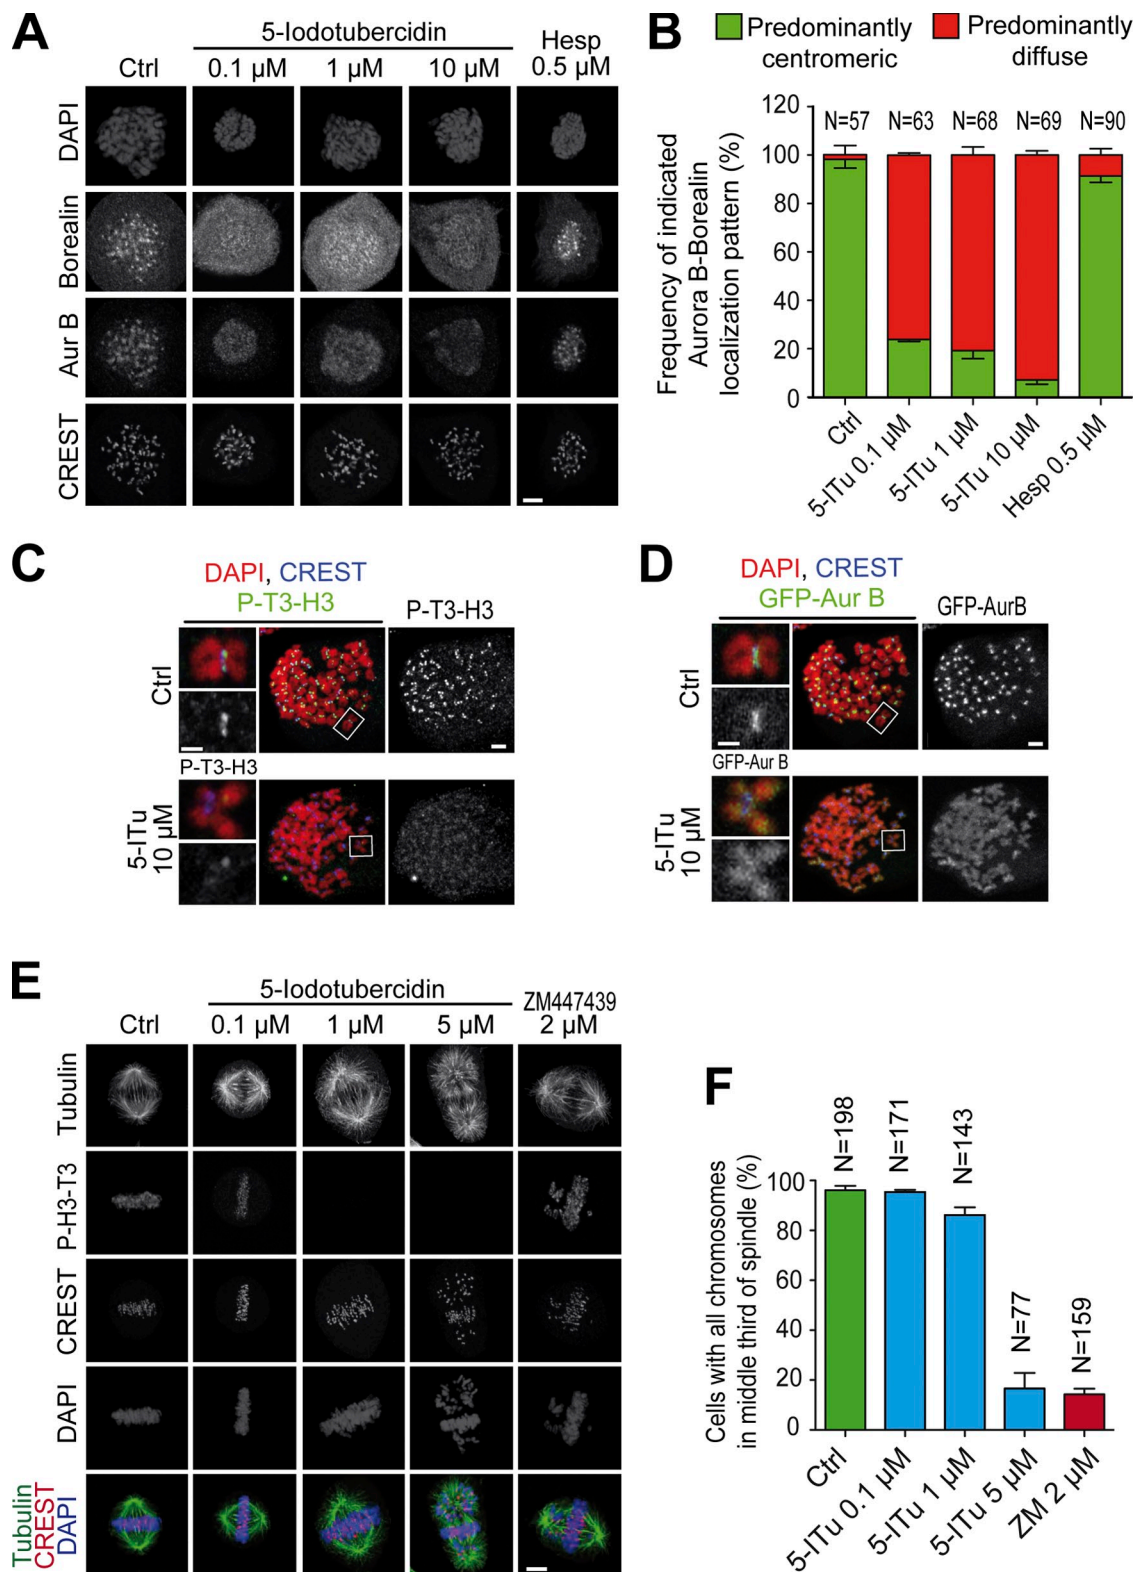 A
5-Iodotubercidin
Hesp
Ctrl
0.1 µM
1 µM
10 µM
0.5 µM
DAPI
Borealin
Aur B
CREST
B
Predominantly
centromeric
Predominantly
diffuse
Frequency of indicated
Aurora B-Borealin
localization pattern (%)
120
100
80
60
40
20
0
N=57
N=63
N=68
N=69
N=90
Ctrl
5-ITu 0.1 µM
5-ITu 1 µM
5-ITu 10 µM
Hesp 0.5 µM
C
DAPI, CREST
P-T3-H3
P-T3-H3
Ctrl
P-T3-H3
5-ITu
10 µM
D
DAPI, CREST
GFP-Aur B
GFP-AurB
Ctrl
GFP-Aur B
5-ITu
10 µM
E
5-Iodotubercidin
ZM447439
Ctrl
0.1 µM
1 µM
5 µM
2 µM
Tubulin
P-H3-T3
CREST
DAPI
Tubulin
CREST
DAPI
F
Cells with all chromosomes
in middle third of spindle (%)
100
80
60
40
20
0
N=198
N=171
N=143
N=77
N=159
Ctrl
5-ITu 0.1 µM
5-ITu 1 µM
5-ITu 5 µM
ZM 2 µM